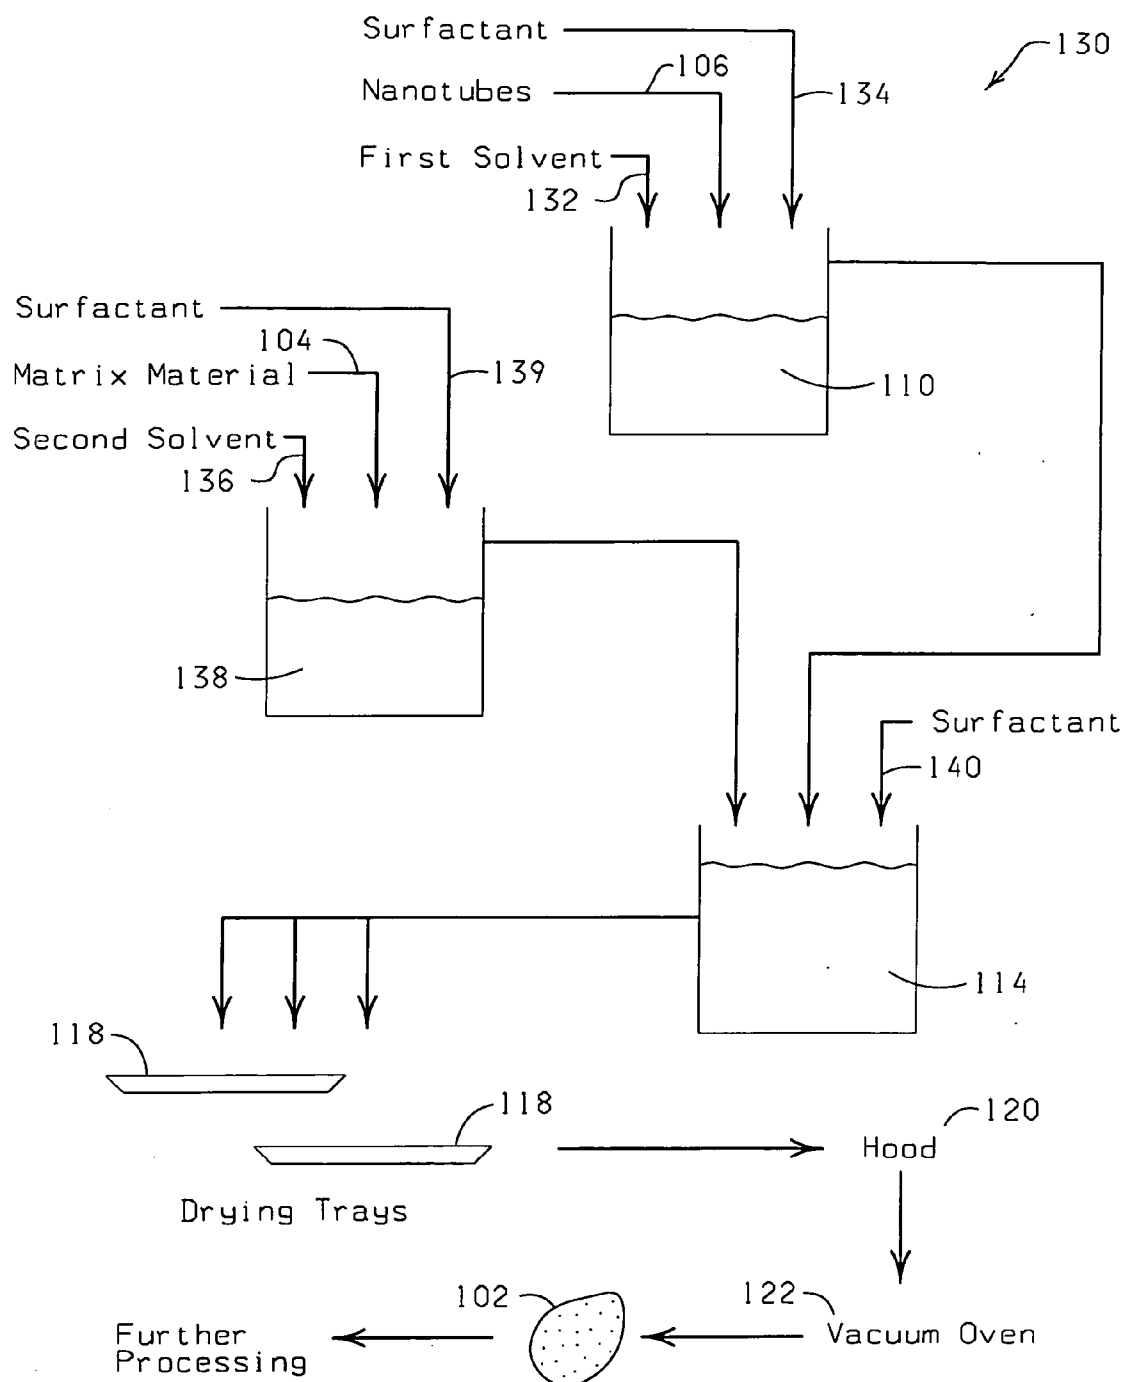 Surfactant
130
106
Nanotubes
134
First Solvent
132
Surfactant
104
Matrix Material
139
110
Second Solvent
136
138
Surfactant
140
114
118
118
120
Hood
Drying Trays
102
122
Vacuum Oven
Further
Processing